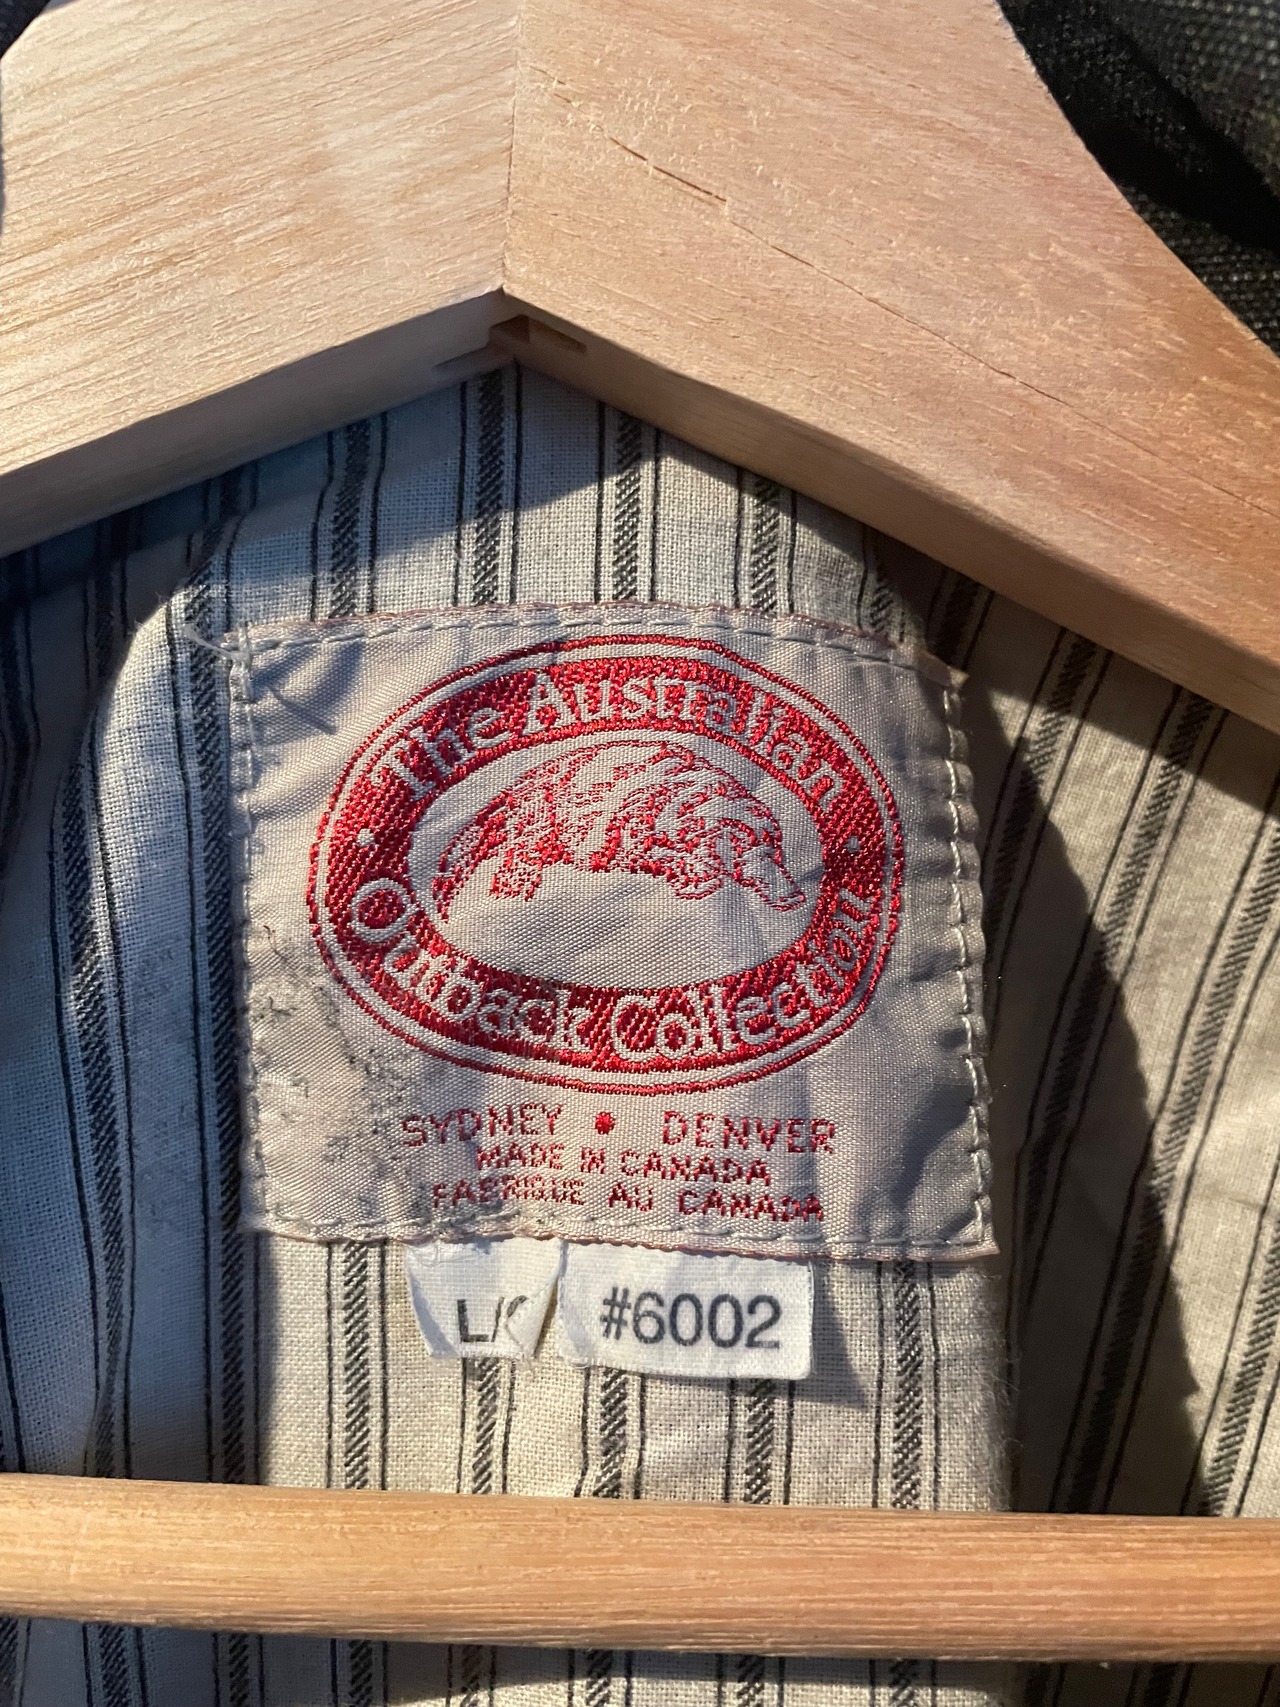 The Australian
Outback Collection
SYDNEY • DENVER
MADE IN CANADA
FABRIQUE AU CANADA
#6002